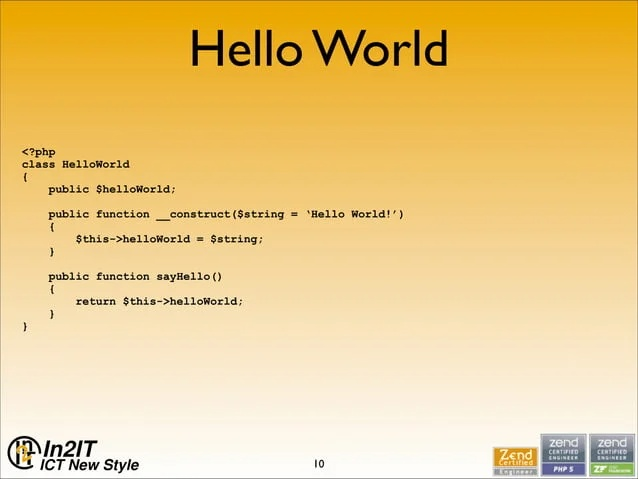 Hello World
<?php
class HelloWorld
{
    public $helloWorld;

    public function __construct($string = ‘Hello World!’)
    {
        $this->helloWorld = $string;
    }

    public function sayHello()
    {
        return $this->helloWorld;
    }
}
in
2
In2IT
ICT New Style
10
Zend
Certified
Engineer
zend
CERTIFIED
ENGINEER
PHP 5
zend
CERTIFIED
ENGINEER
ZF